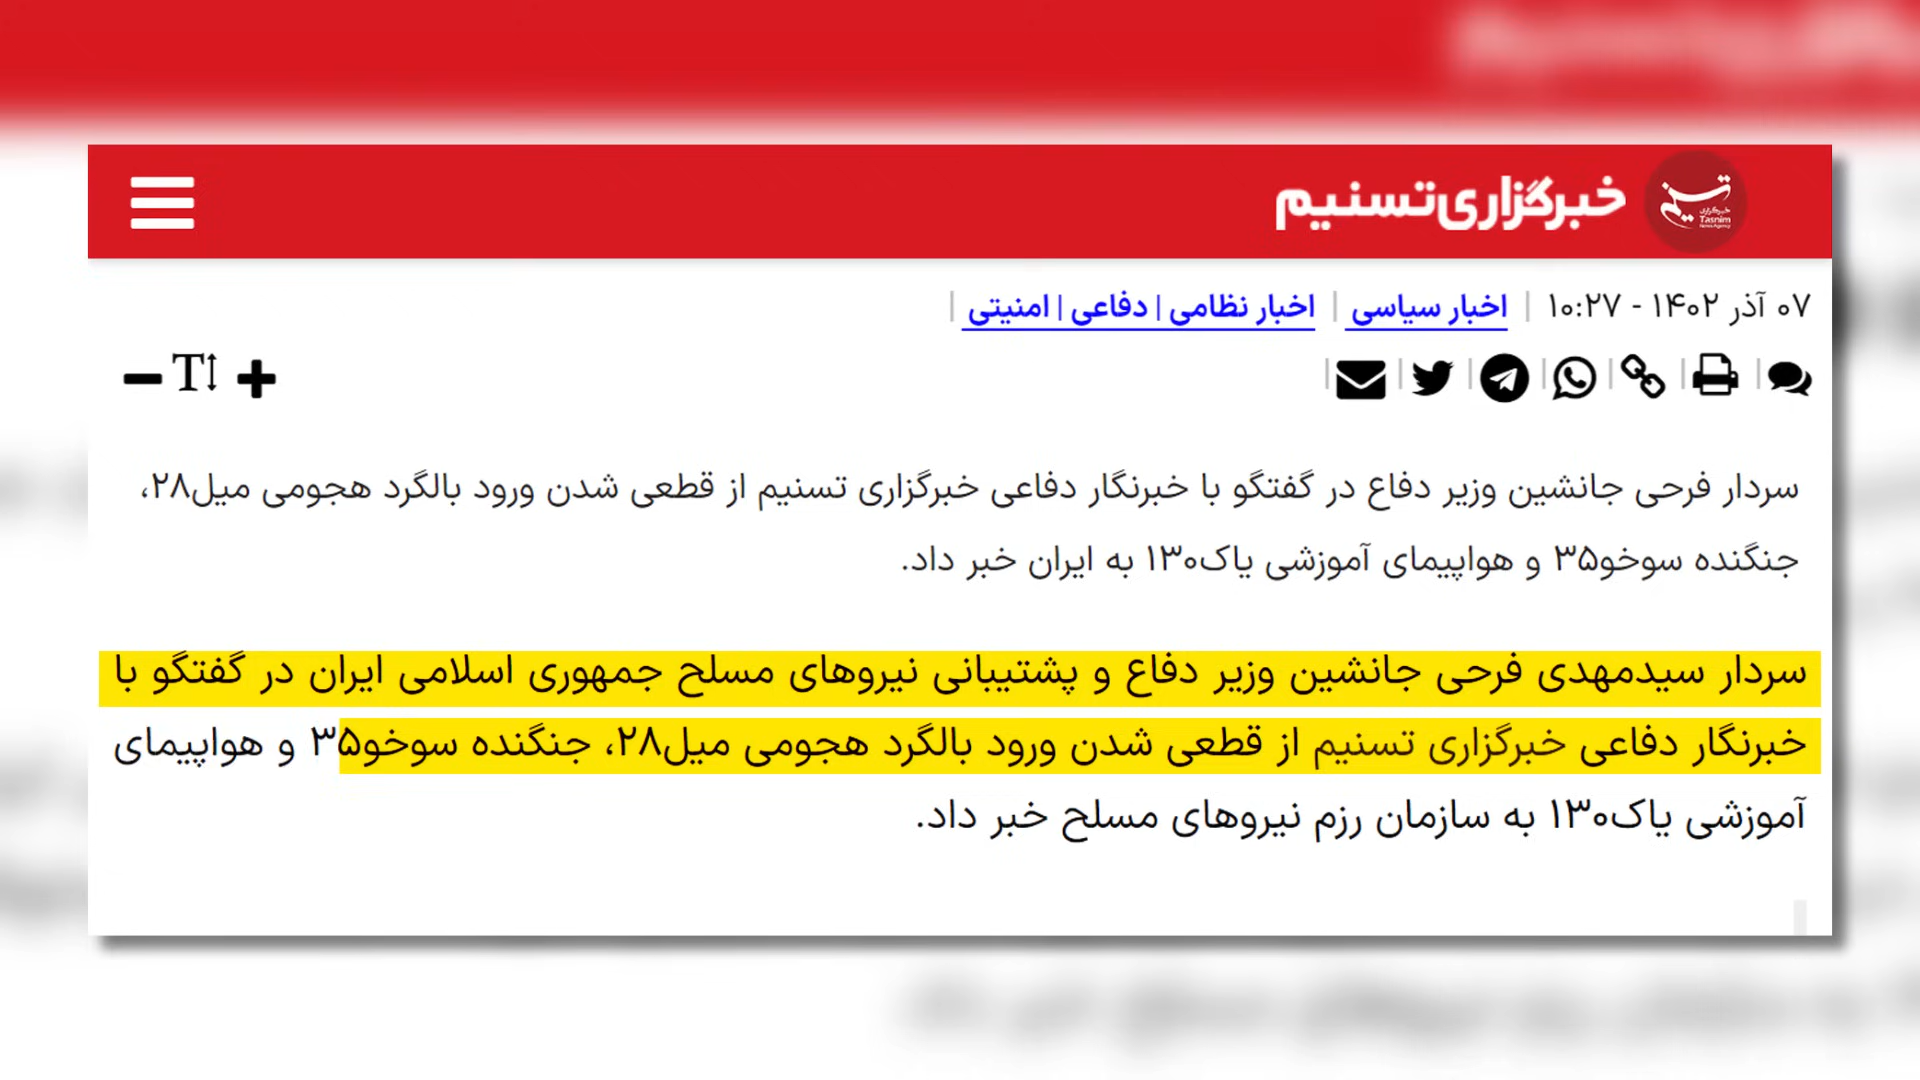 خبرگزاری تسنیم
تسنیم
خبرگزاری
Tasnim
News Agency
۰۷ آذر ۱۴۰۲ - ۱۰:۲۷ | اخبار سیاسی | اخبار نظامی | دفاعی | امنیتی |
T
سردار فرحی جانشین وزیر دفاع در گفتگو با خبرنگار دفاعی خبرگزاری تسنیم از قطعی شدن ورود بالگرد هجومی میل۲۸،
جنگنده سوخو۳۵ و هواپیمای آموزشی یاک۱۳۰ به ایران خبر داد.
سردار سیدمهدی فرحی جانشین وزیر دفاع و پشتیبانی نیروهای مسلح جمهوری اسلامی ایران در گفتگو با
خبرنگار دفاعی خبرگزاری تسنیم از قطعی شدن ورود بالگرد هجومی میل۲۸، جنگنده سوخو۳۵ و هواپیمای
آموزشی یاک۱۳۰ به سازمان رزم نیروهای مسلح خبر داد.